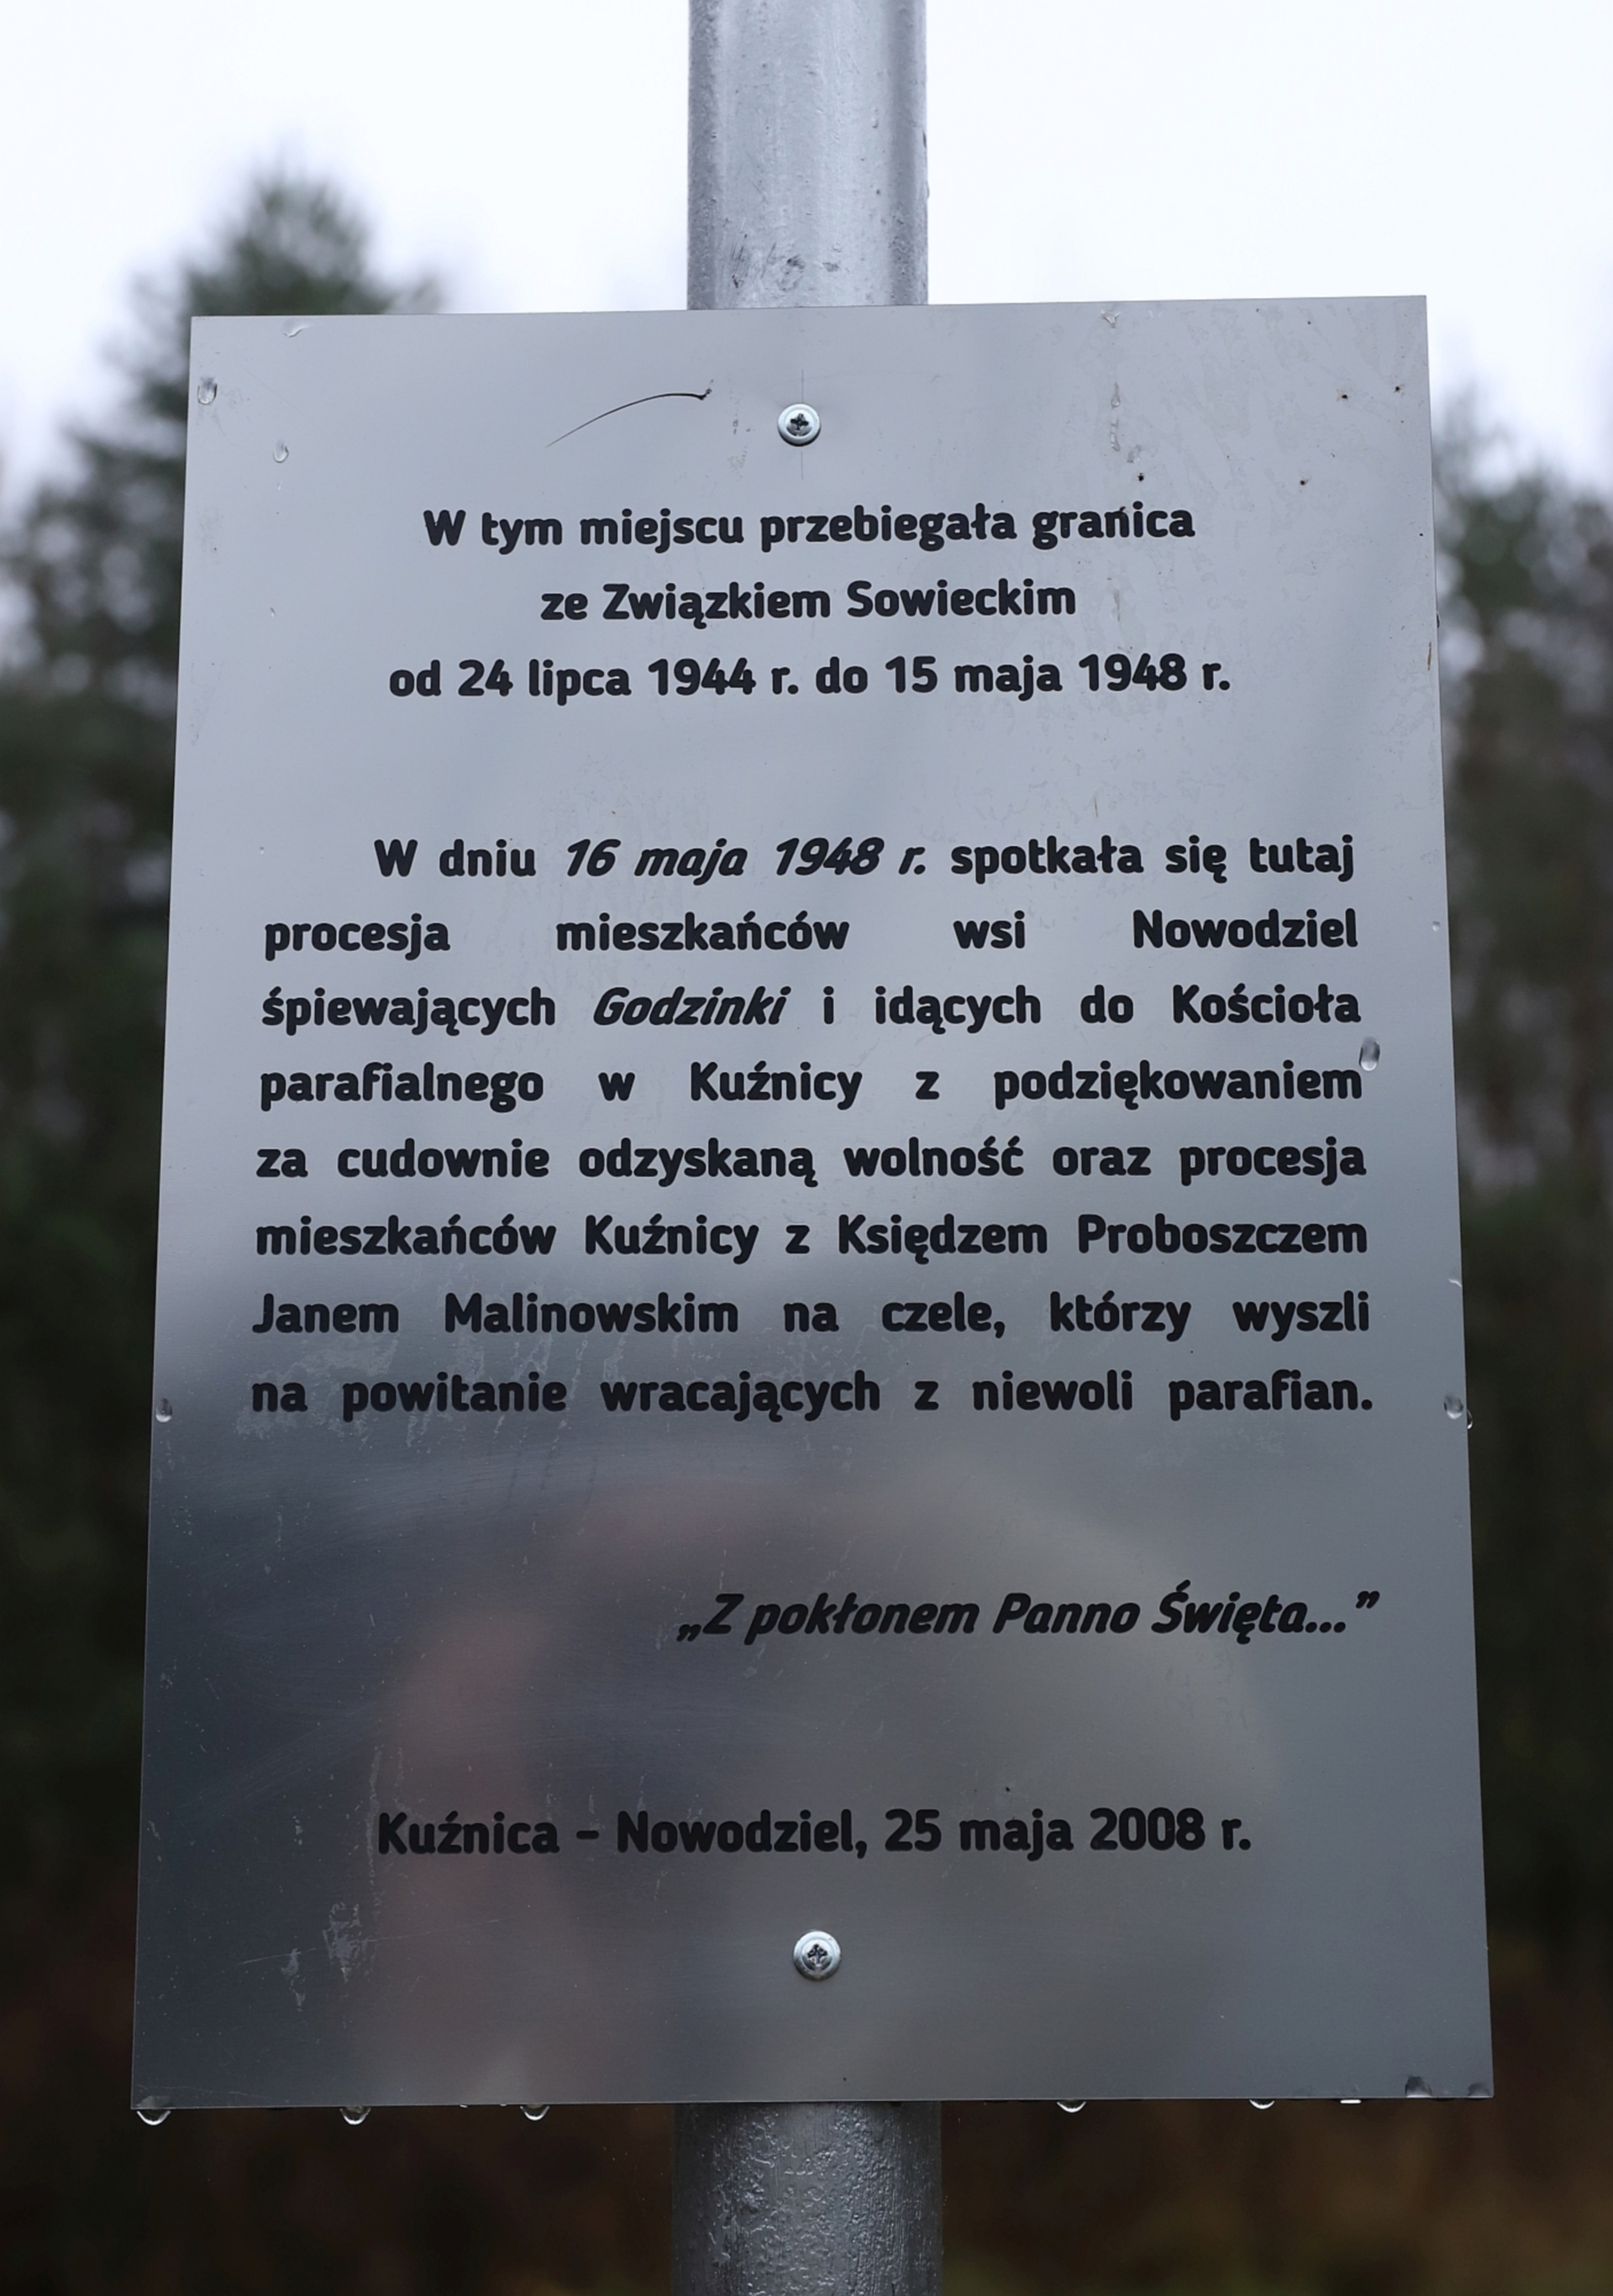 W tym miejscu przebiegała granica
ze Związkiem Sowieckim
od 24 lipca 1944 r. do 15 maja 1948 r.
W dniu 16 maja 1948 r. spotkała się tutaj
procesja mieszkańców wsi Nowodziel
śpiewających Godzinki i idących do Kościoła
parafialnego w Kuźnicy z podziękowaniem
za cudownie odzyskaną wolność oraz procesja
mieszkańców Kuźnicy z Księdzem Proboszczem
Janem Malinowskim na czele, którzy wyszli
na powitanie wracających z niewoli parafian.
„Z pokłonem Panno Święta...”
Kuźnica – Nowodziel, 25 maja 2008 r.